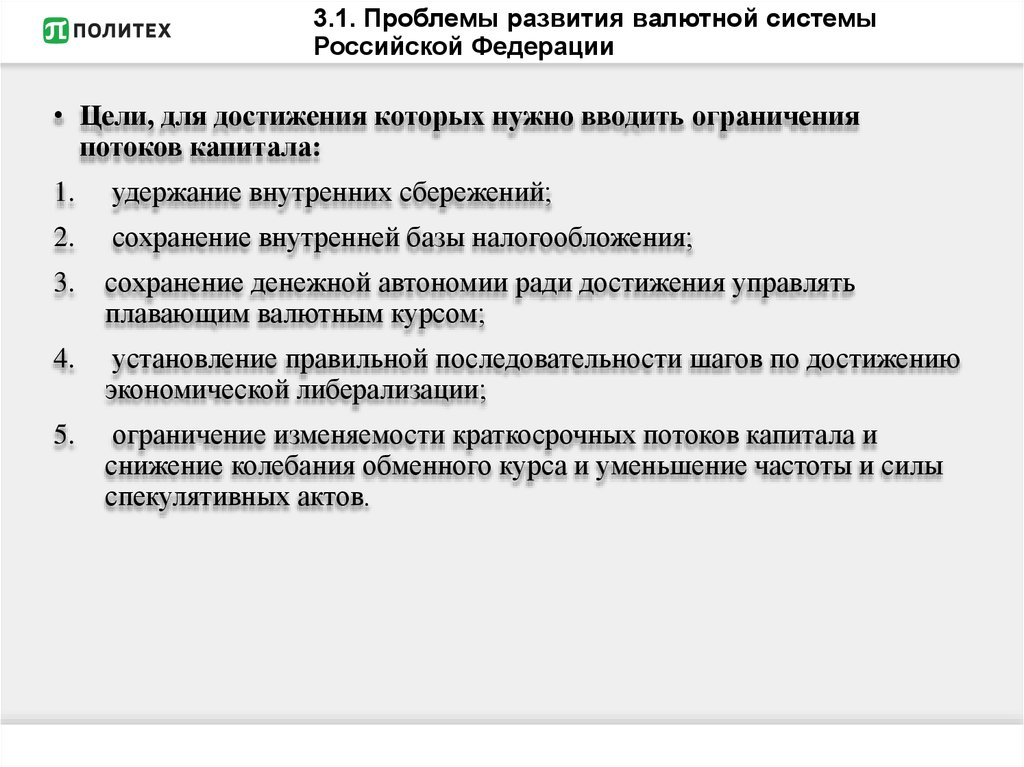 ПОЛИТЕХ
3.1. Проблемы развития валютной системы
Российской Федерации
• Цели, для достижения которых нужно вводить ограничения
потоков капитала:
1. удержание внутренних сбережений;
2. сохранение внутренней базы налогообложения;
3. сохранение денежной автономии ради достижения управлять
плавающим валютным курсом;
4. установление правильной последовательности шагов по достижению
экономической либерализации;
5. ограничение изменяемости краткосрочных потоков капитала и
снижение колебания обменного курса и уменьшение частоты и силы
спекулятивных актов.